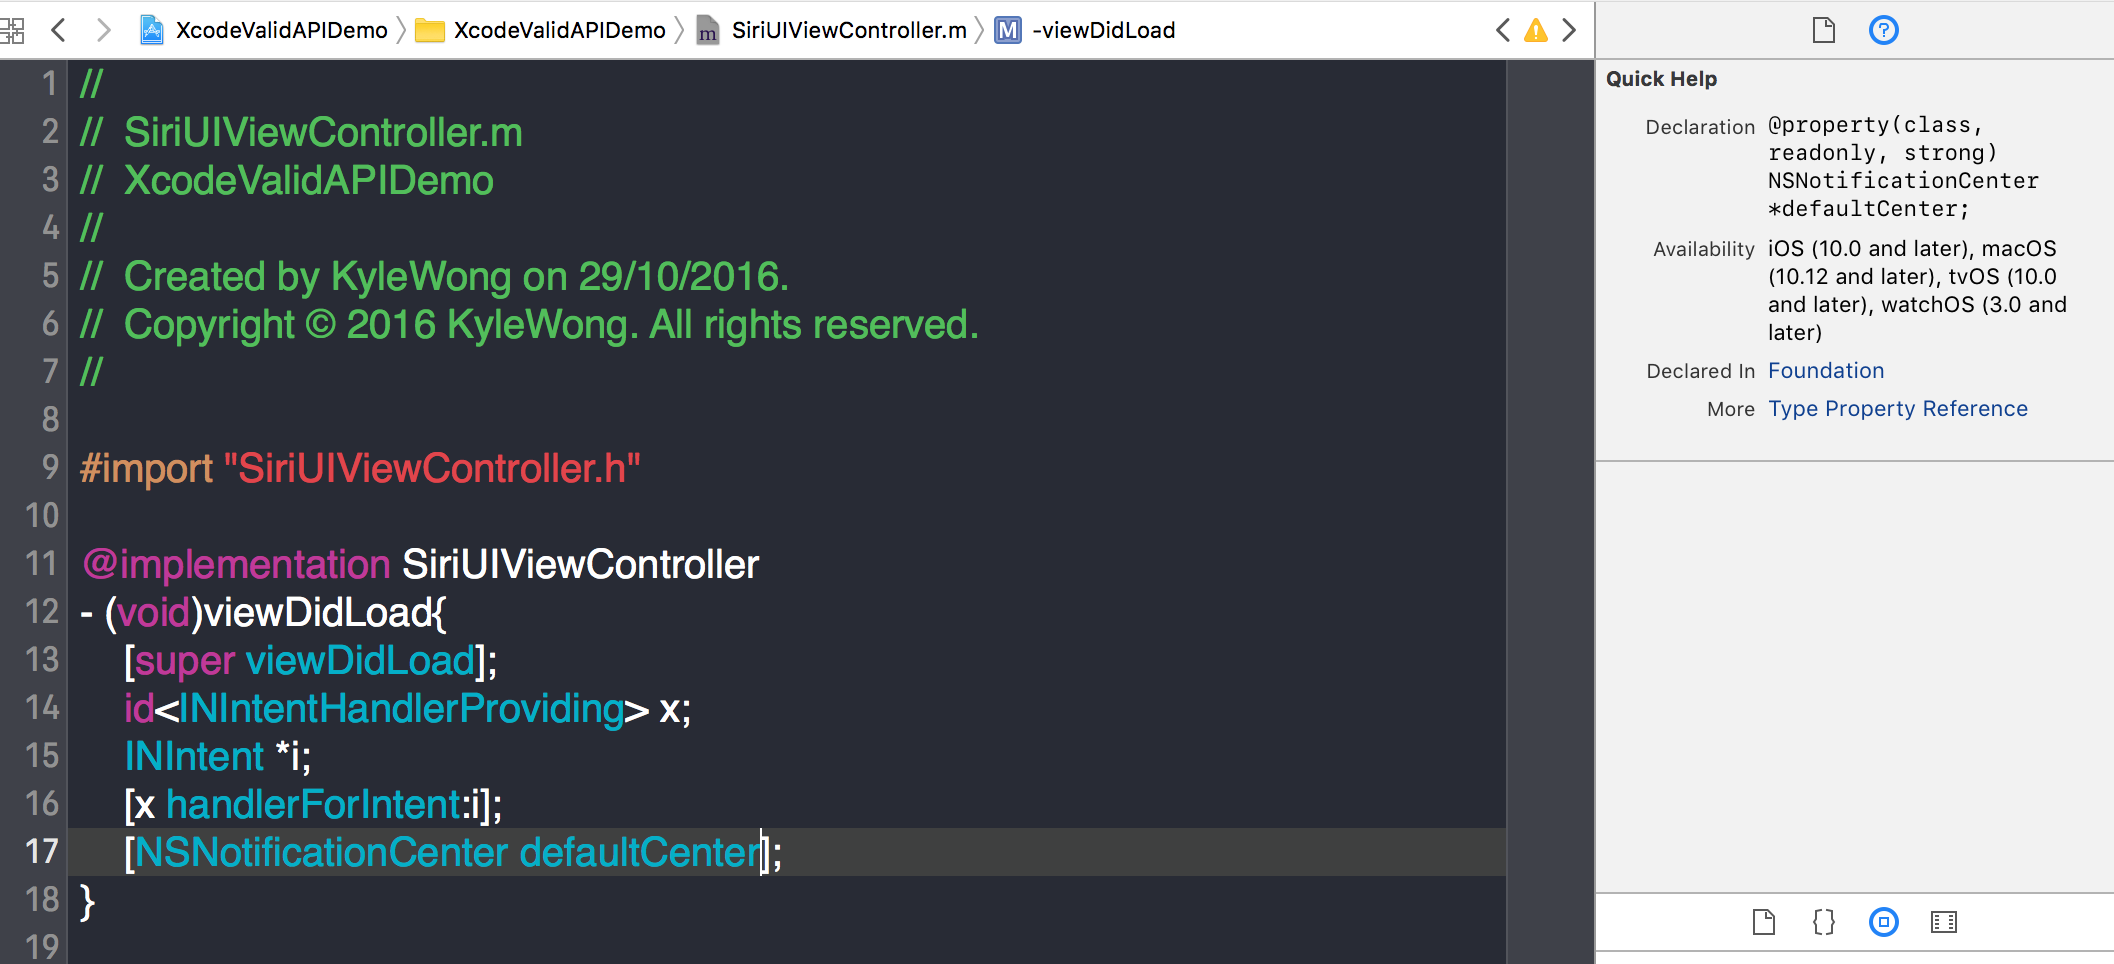 XcodeValidAPIDemo XcodeValidAPIDemo m SiriUIViewController.m M -viewDidLoad
1 //
2 //  SiriUIViewController.m
3 //  XcodeValidAPIDemo
4 //
5 //  Created by KyleWong on 29/10/2016.
6 //  Copyright © 2016 KyleWong. All rights reserved.
7 //
8
9 #import "SiriUIViewController.h"
10
11 @implementation SiriUIViewController
12 - (void)viewDidLoad{
13     [super viewDidLoad];
14     id<INIntentHandlerProviding> x;
15     INIntent *i;
16     [x handlerForIntent:i];
17     [NSNotificationCenter defaultCenter];
18 }
19
?
Quick Help
Declaration @property(class,
readonly, strong)
NSNotificationCenter
*defaultCenter;
Availability iOS (10.0 and later), macOS
(10.12 and later), tvOS (10.0
and later), watchOS (3.0 and
later)
Declared In Foundation
More Type Property Reference
{}